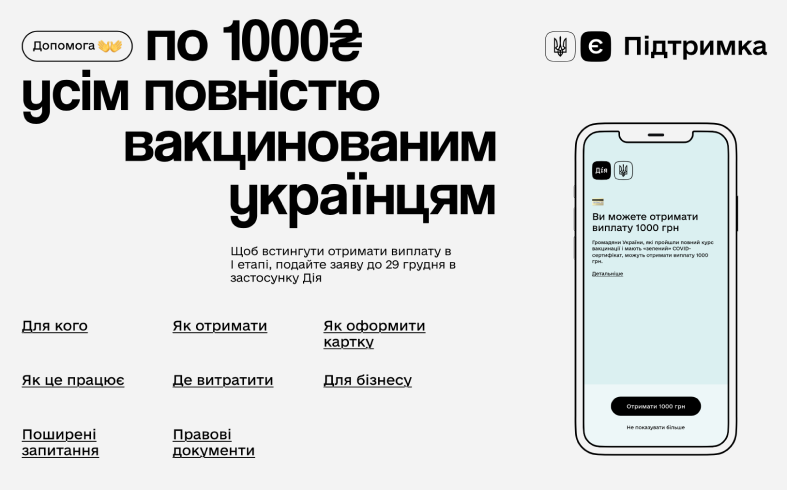 Допомога
по 1000₴
усім повністю
вакцинованим
українцям
Щоб встингути отримати виплату в
І етапі, подайте заяву до 29 грудня в
застосунку Дія
Для кого
Як отримати
Як оформити
картку
Як це працює
Де витратити
Для бізнесу
Поширені
запитання
Правові
документи
Є Підтримка
Дія
Ви можете отримати
виплату 1000 грн
Громадяни України, які пройшли повний курс
вакцинації і мають «зелений» COVID-
сертифікат, можуть отримати виплату 1000
грн.
Детальніше
Отримати 1000 грн
Не показувати більше